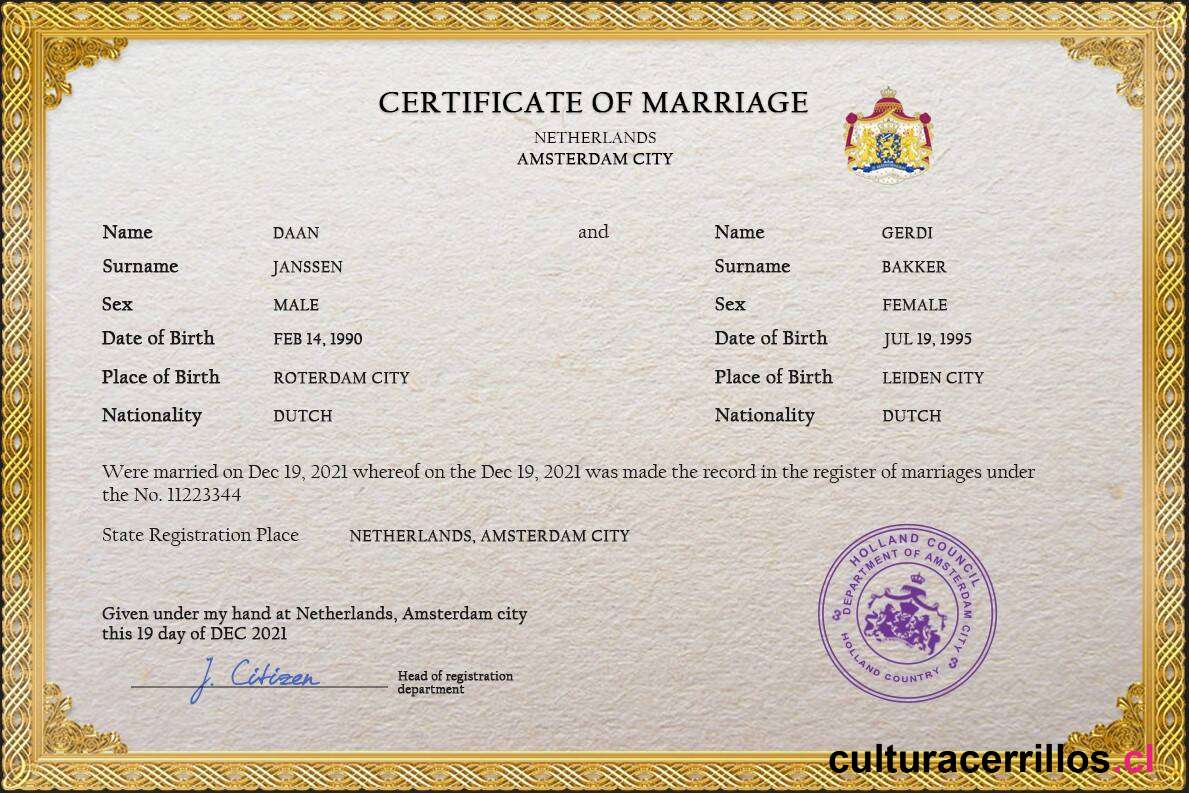 CERTIFICATE OF MARRIAGE
NETHERLANDS
AMSTERDAM CITY
Name DAAN and Name GERDI
Surname JANSSEN Surname BAKKER
Sex MALE Sex FEMALE
Date of Birth FEB 14, 1990 Date of Birth JUL 19, 1995
Place of Birth ROTERDAM CITY Place of Birth LEIDEN CITY
Nationality DUTCH Nationality DUTCH
Were married on Dec 19, 2021 whereof on the Dec 19, 2021 was made the record in the register of marriages under
the No. 11223344
State Registration Place NETHERLANDS, AMSTERDAM CITY
HOLLAND COUNCIL
DEPARTMENT OF AMSTERDAM CITY
HOLLAND COUNTRY
Given under my hand at Netherlands, Amsterdam city
this 19 day of DEC 2021
J. Citizen
Head of registration
department
culturacerrillos.cl